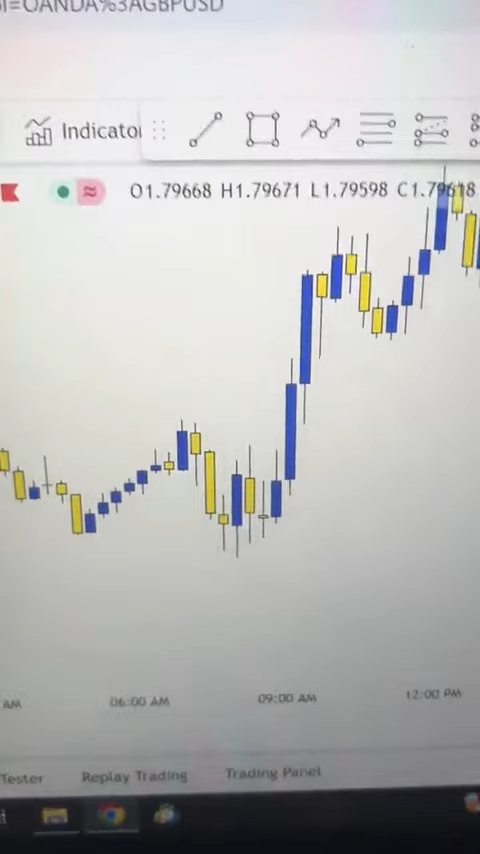 =OANDA%3AGBPUSD
Indicato
O1.79668 H1.79671 L1.79598 C1.79618
AM 06:00 AM 09:00 AM 12:00 PM
Tester Replay Trading Trading Panel